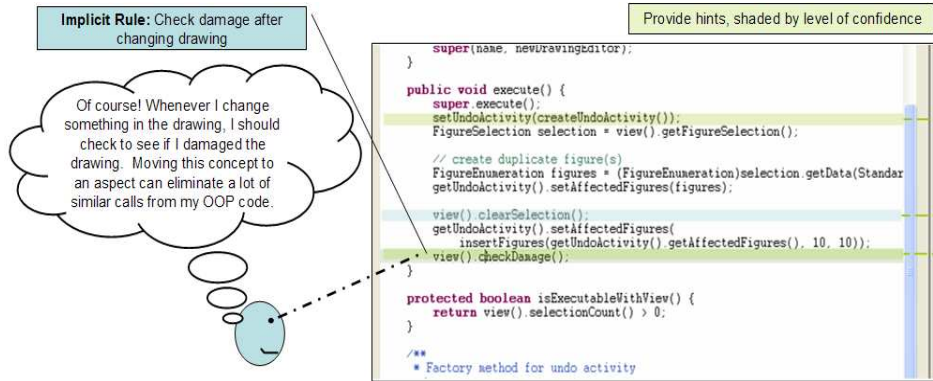 Implicit Rule: Check damage after
changing drawing
Provide hints, shaded by level of confidence
Of course! Whenever I change
something in the drawing, I should
check to see if I damaged the
drawing. Moving this concept to
an aspect can eliminate a lot of
similar calls from my OOP code.
super(name, newDrawingEditor);
}
public void execute() {
super.execute();
setUndoActivity(createUndoActivity());
FigureSelection selection = view().getFigureSelection();
// create duplicate figure(s)
FigureEnumeration figures = (FigureEnumeration)selection.getData(Standar
getUndoActivity().setAffectedFigures(figures);
view().clearSelection();
getUndoActivity().setAffectedFigures(
insertFigures(getUndoActivity().getAffectedFigures(), 10, 10));
view().checkDamage();
}
protected boolean isExecutableWithView() {
return view().selectionCount() > 0;
}
/**
* Factory method for undo activity